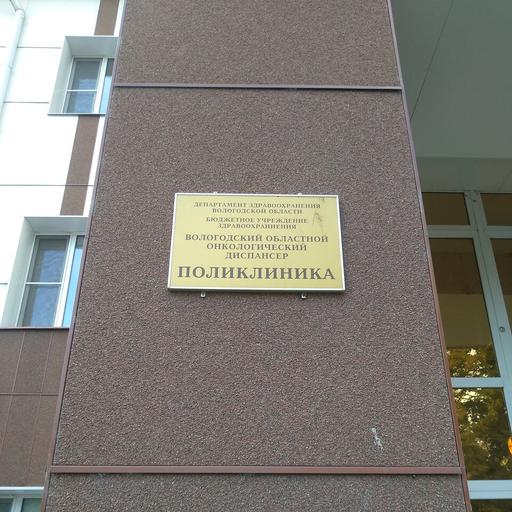 ДЕПАРТАМЕНТ ЗДРАВООХРАНЕНИЯ
ВОЛОГОДСКОЙ ОБЛАСТИ
БЮДЖЕТНОЕ УЧРЕЖДЕНИЕ
ЗДРАВООХРАНЕНИЯ
ВОЛОГОДСКИЙ ОБЛАСТНОЙ
ОНКОЛОГИЧЕСКИЙ
ДИСПАНСЕР
ПОЛИКЛИНИКА